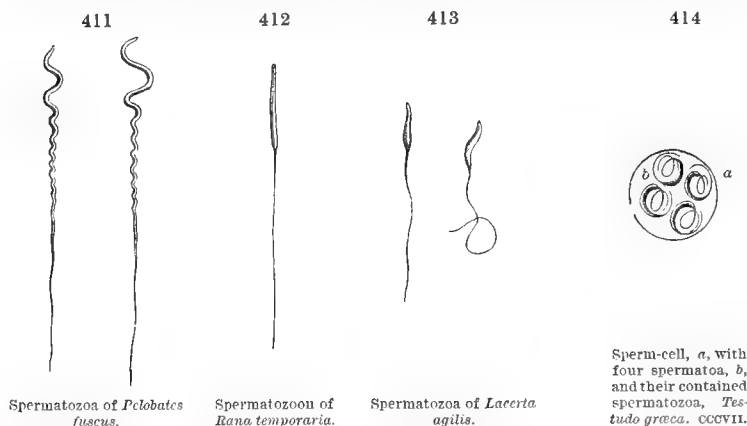 411
412
413
414
b
a
Spermatozoa of Pelobates
fuscus.
Spermatozoon of
Rana temporaria.
Spermatozoa of Lacerta
agilis.
Sperm-cell, a, with
four spermatoa, b,
and their contained
spermatozoa, Tes-
tudo græca. CCCVII.